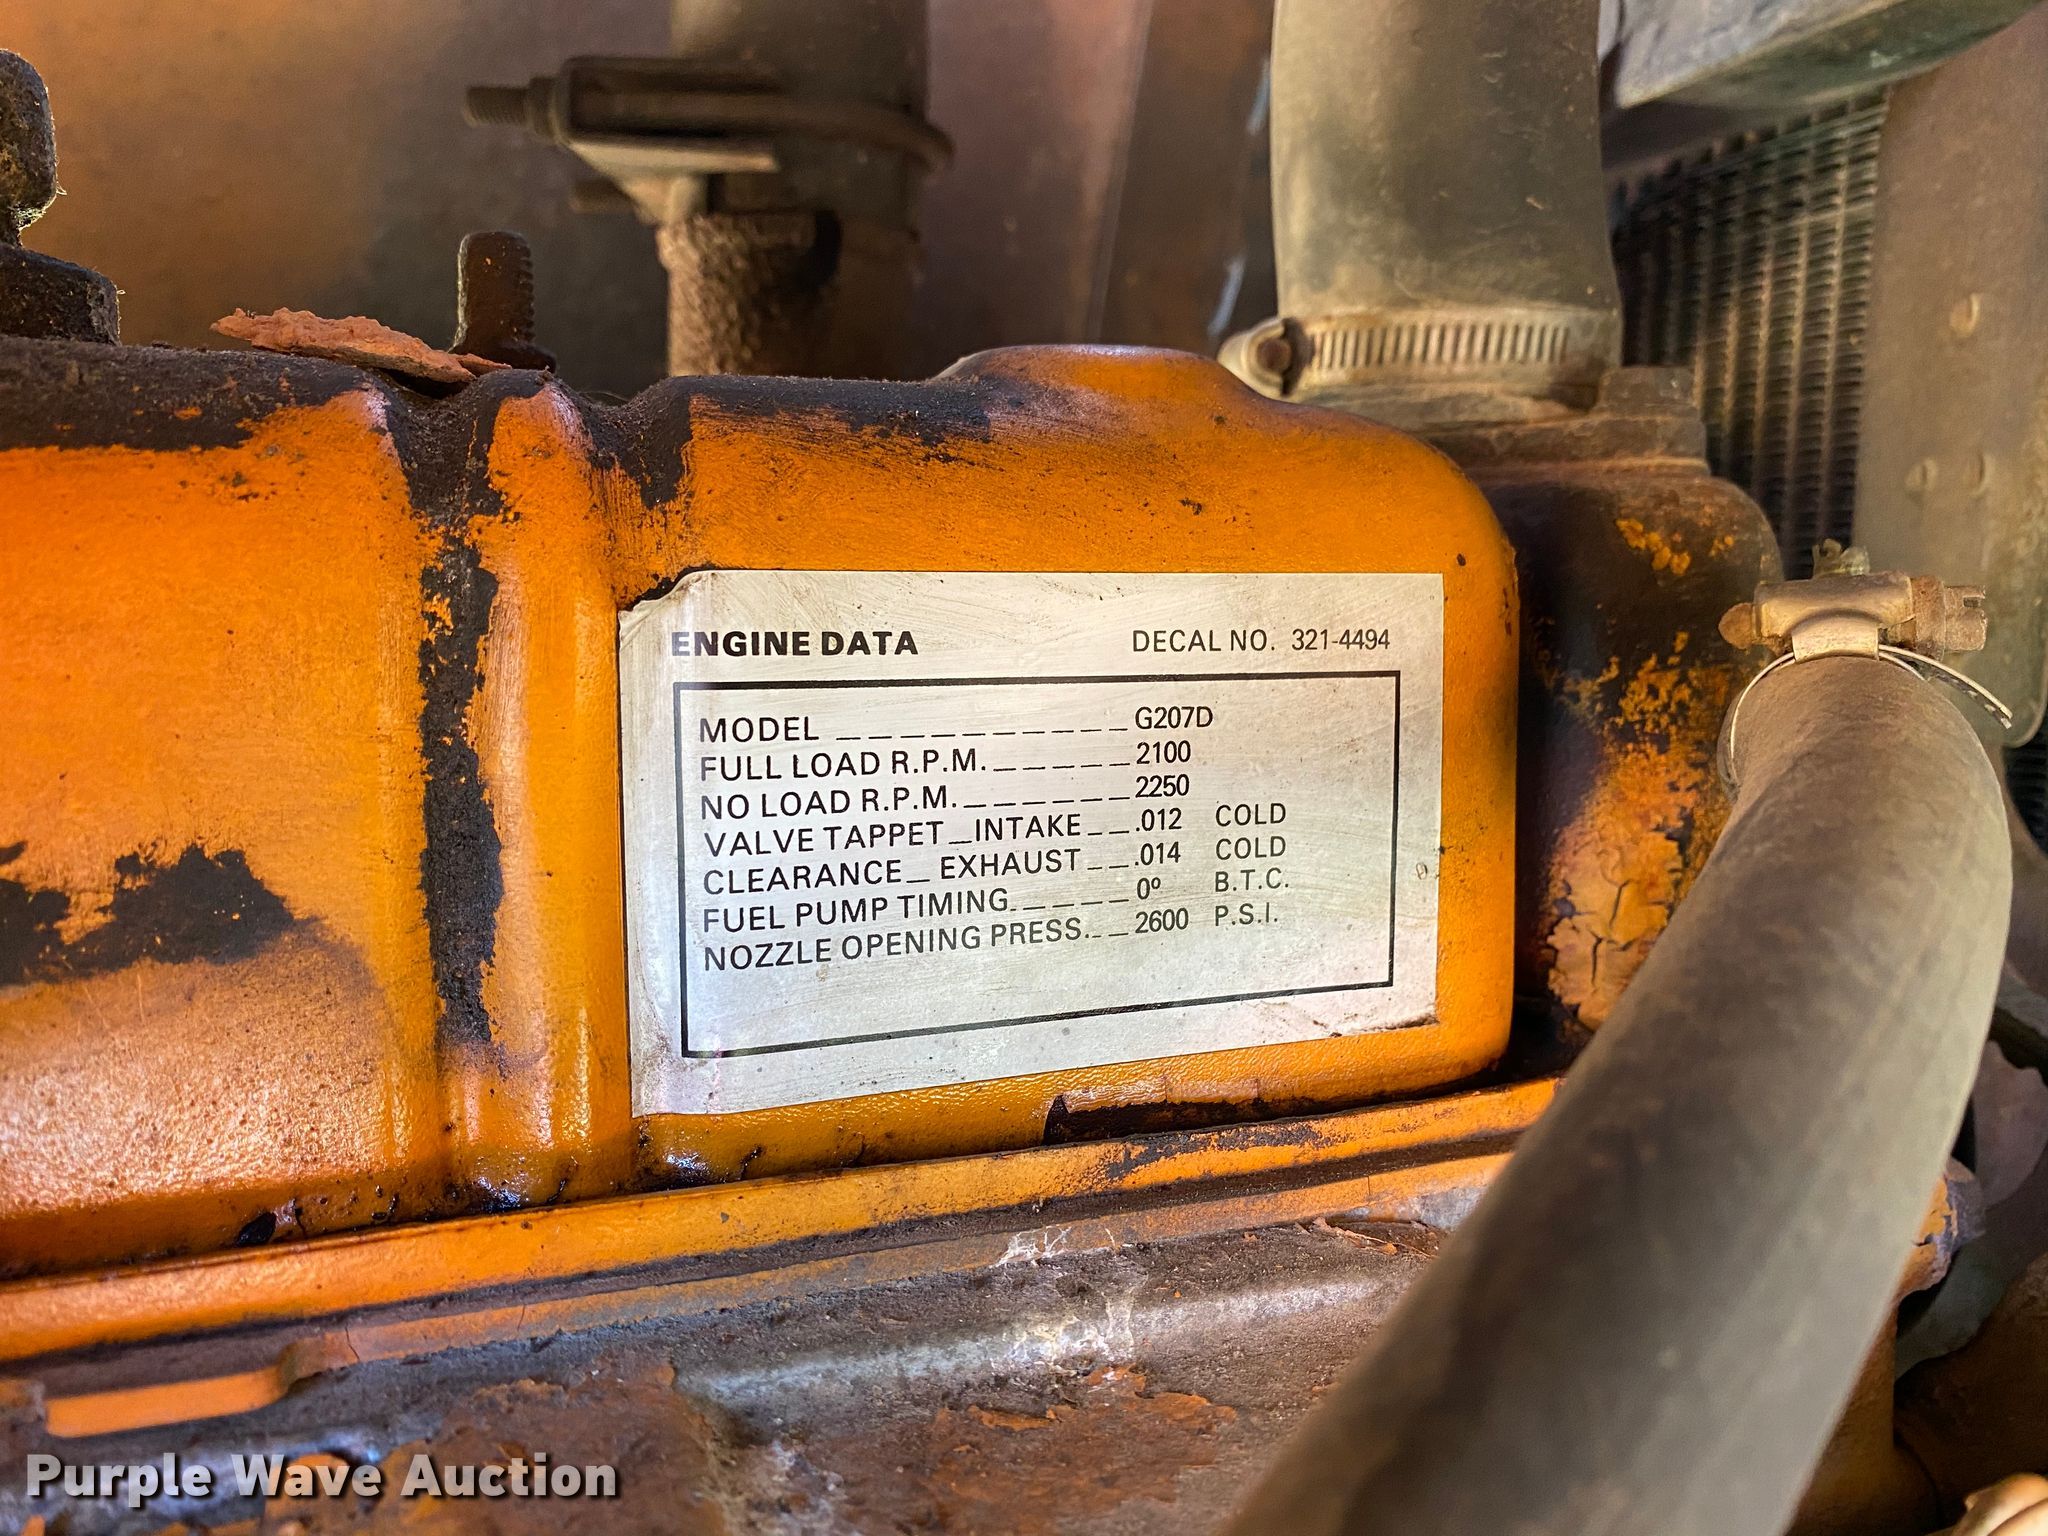 ENGINE DATA DECAL NO. 321-4494
MODEL __________ G207D
FULL LOAD R.P.M. _____ 2100
NO LOAD R.P.M. ______ 2250
VALVE TAPPET _ INTAKE __ .012 COLD
CLEARANCE _ EXHAUST __ .014 COLD
FUEL PUMP TIMING. ____ 0º B.T.C.
NOZZLE OPENING PRESS. __ 2600 P.S.I.
Purple Wave Auction